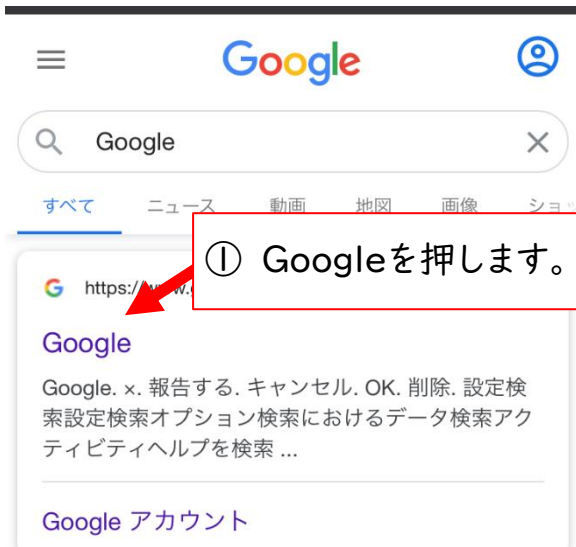 Google
Google
すべて ニュース 動画 地図 画像
① Googleを押します。
https://www.
Google
Google. ×. 報告する. キャンセル. OK. 削除. 設定検
索設定検索オプション検索におけるデータ検索アク
ティビティヘルプを検索 ...
Google アカウント